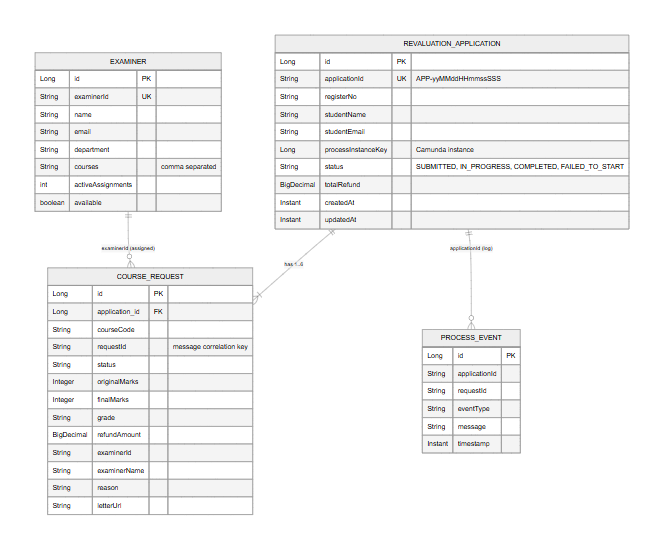 EXAMINER
Long id PK
String examinerId UK
String name
String email
String department
String courses comma separated
int activeAssignments
boolean available
REVALUATION_APPLICATION
Long id PK
String applicationId UK APP-yyMMddHHmmssSSS
String registerNo
String studentName
String studentEmail
Long processInstanceKey Camunda instance
String status SUBMITTED, IN_PROGRESS, COMPLETED, FAILED_TO_START
BigDecimal totalRefund
Instant createdAt
Instant updatedAt
examinerId (assigned)
has 1..6
applicationId (log)
COURSE_REQUEST
Long id PK
Long application_id FK
String courseCode
String requestId message correlation key
String status
Integer originalMarks
Integer finalMarks
String grade
BigDecimal refundAmount
String examinerId
String examinerName
String reason
String letterUrl
PROCESS_EVENT
Long id PK
String applicationId
String requestId
String eventType
String message
Instant timestamp